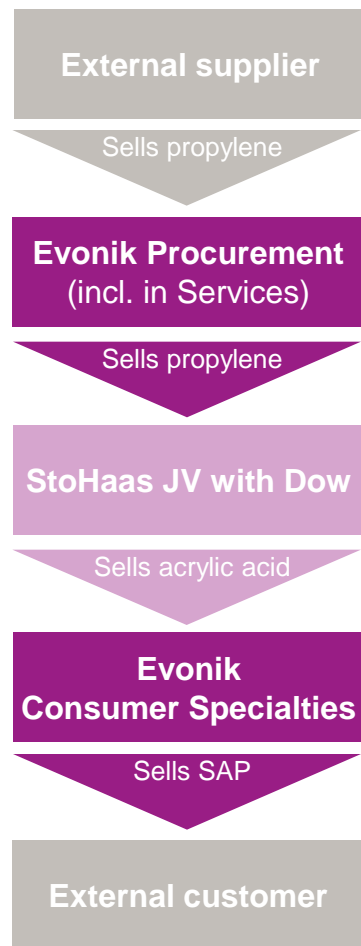 External supplier
Sells propylene
Evonik Procurement
(incl. in Services)
Sells propylene
StoHaas JV with Dow
Sells acrylic acid
Evonik
Consumer Specialties
Sells SAP
External customer